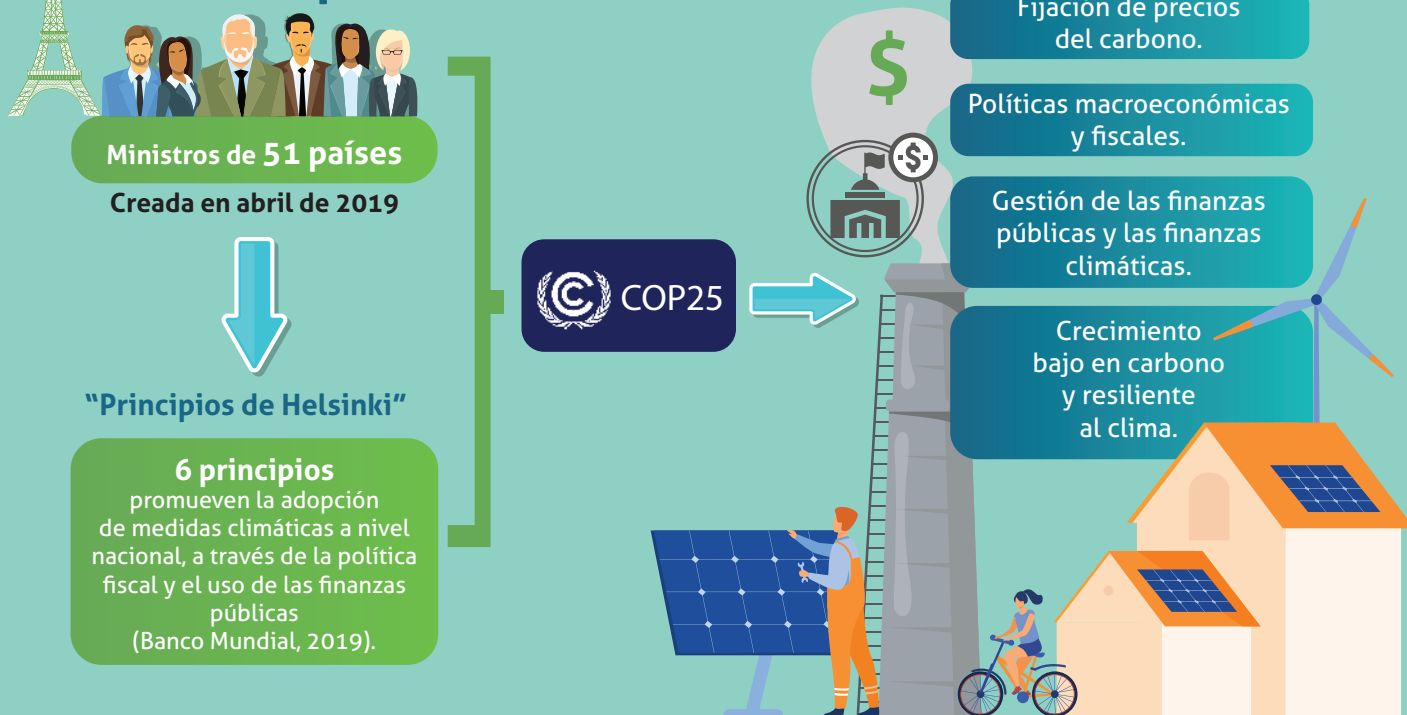 Ministros de 51 países
Creada en abril de 2019
"Principios de Helsinki"
6 principios
promueven la adopción
de medidas climáticas a nivel
nacional, a través de la política
fiscal y el uso de las finanzas
públicas
(Banco Mundial, 2019).
COP25
$
$
Fijación de precios
del carbono.
Políticas macroeconómicas
y fiscales.
Gestión de las finanzas
públicas y las finanzas
climáticas.
Crecimiento
bajo en carbono
y resiliente
al clima.